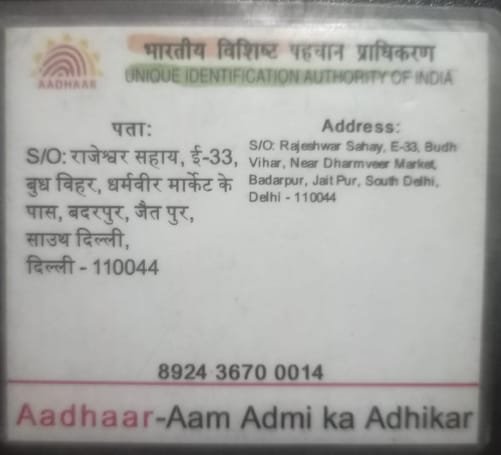 भारतीय विशिष्ट पहचान प्राधिकरण
AADHAAR
UNIQUE IDENTIFICATION AUTHORITY OF INDIA
पता:
S/O: राजेश्वर सहाय, ई-33,
बुध विहर, धर्मवीर मार्केट के
पास, बदरपुर, जैत पुर,
साउथ दिल्ली,
दिल्ली - 110044
Address:
S/O: Rajeshwar Sahay, E-33, Budh
Vihar, Near Dharmveer Market,
Badarpur, Jait Pur, South Delhi,
Delhi - 110044
8924 3670 0014
Aadhaar-Aam Admi ka Adhikar